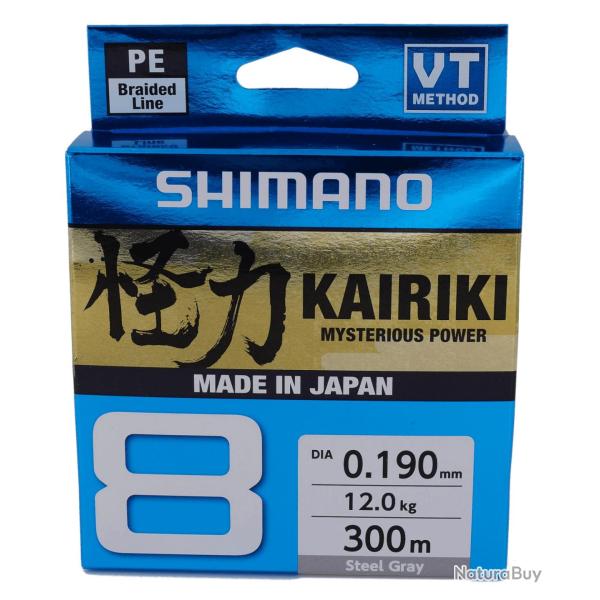 PE
Braided
Line
VT
METHOD
SHIMANO
怪力 KAIRIKI
MYSTERIOUS POWER
MADE IN JAPAN
8
DIA 0.190mm
12.0kg
300m
Steel Gray
NaturaBuy